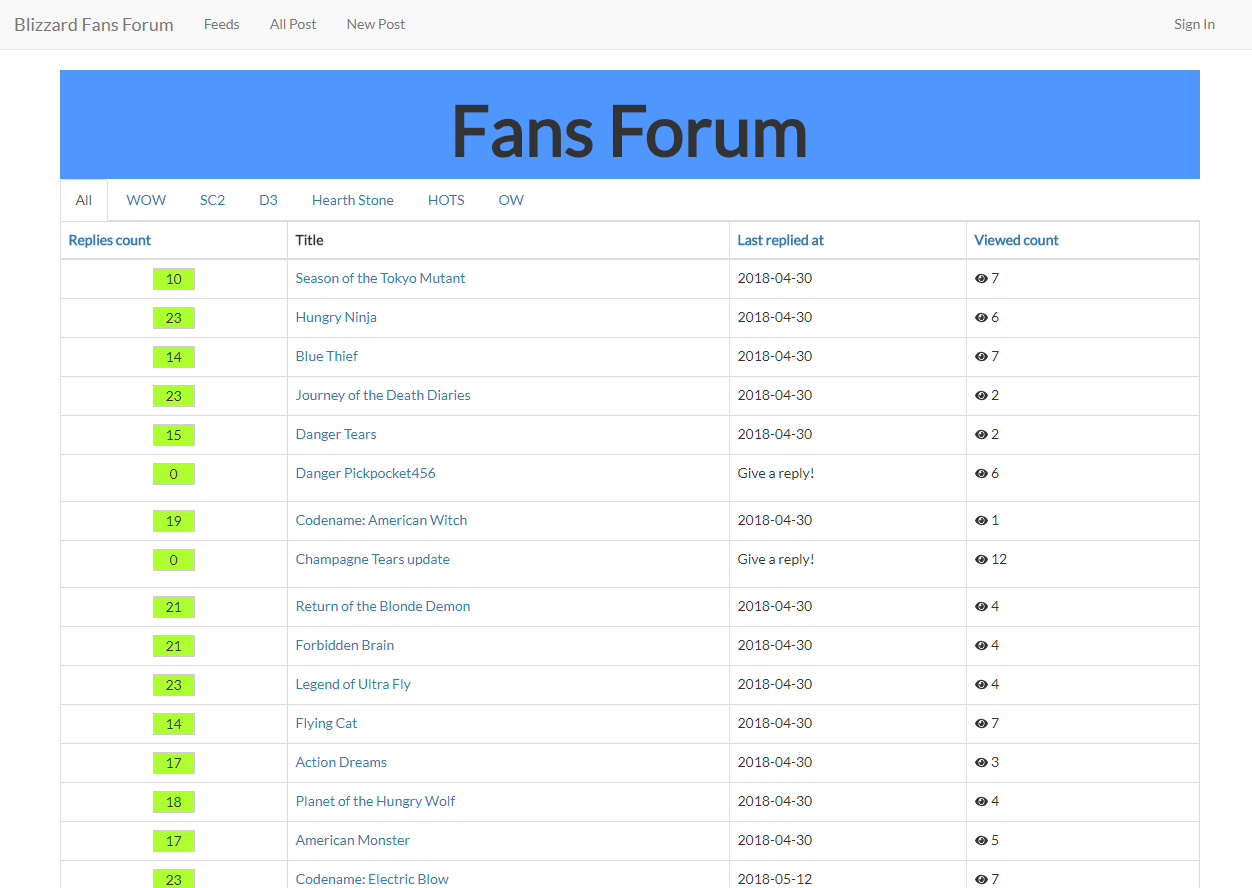 Blizzard Fans Forum Feeds All Post New Post Sign In
Fans Forum
All WOW SC2 D3 Hearth Stone HOTS OW
Replies count Title Last replied at Viewed count
10 Season of the Tokyo Mutant 2018-04-30 7
23 Hungry Ninja 2018-04-30 6
14 Blue Thief 2018-04-30 7
23 Journey of the Death Diaries 2018-04-30 2
15 Danger Tears 2018-04-30 2
0 Danger Pickpocket456 Give a reply! 6
19 Codename: American Witch 2018-04-30 1
0 Champagne Tears update Give a reply! 12
21 Return of the Blonde Demon 2018-04-30 4
21 Forbidden Brain 2018-04-30 4
23 Legend of Ultra Fly 2018-04-30 4
14 Flying Cat 2018-04-30 7
17 Action Dreams 2018-04-30 3
18 Planet of the Hungry Wolf 2018-04-30 4
17 American Monster 2018-04-30 5
23 Codename: Electric Blow 2018-05-12 7